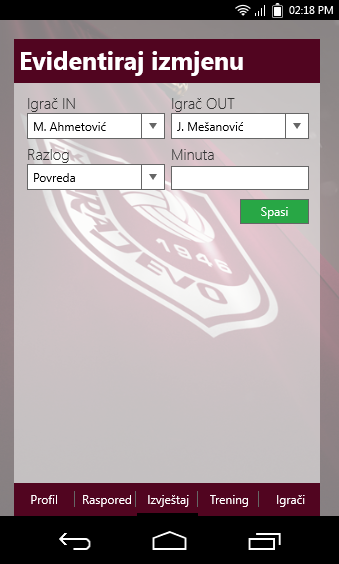 02:18 PM
Evidentiraj izmjenu
Igrač IN
Igrač OUT
M. Ahmetović
J. Mešanović
Razlog
Minuta
Povreda
Spasi
1946
Profil
Raspored
Izvještaj
Trening
Igrači